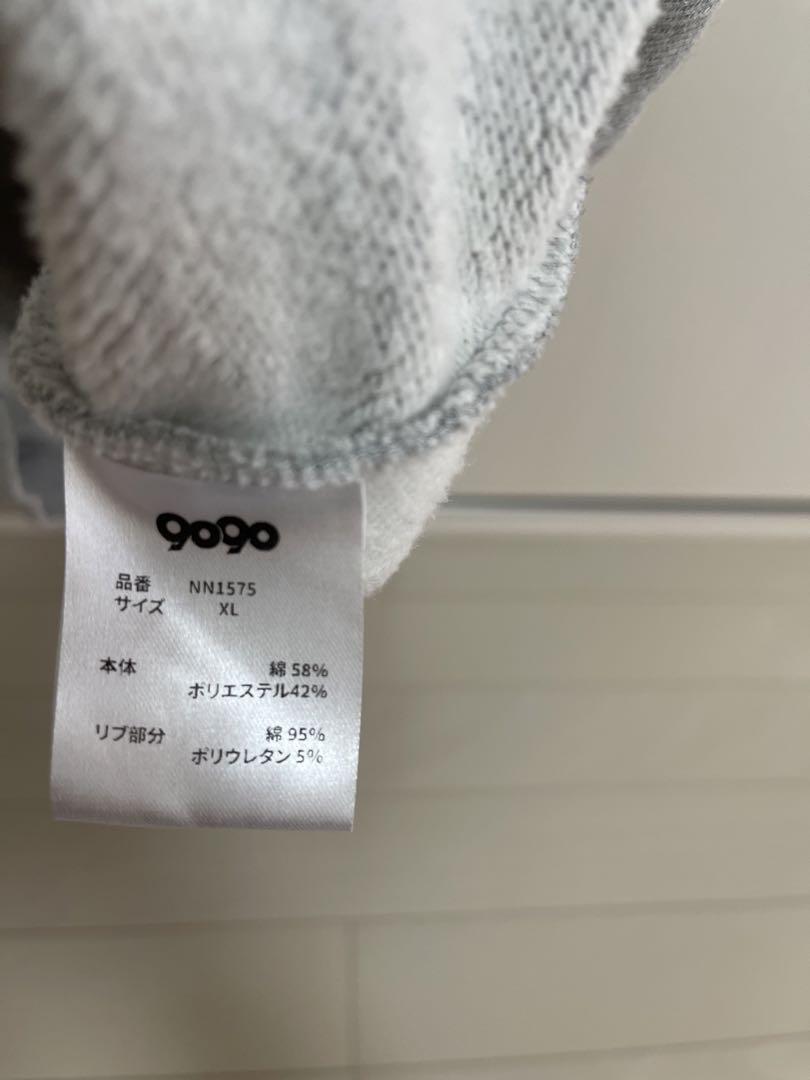 9090
品番 NN1575
サイズ XL
本体 綿 58%
ポリエステル42%
リブ部分 綿 95%
ポリウレタン 5%